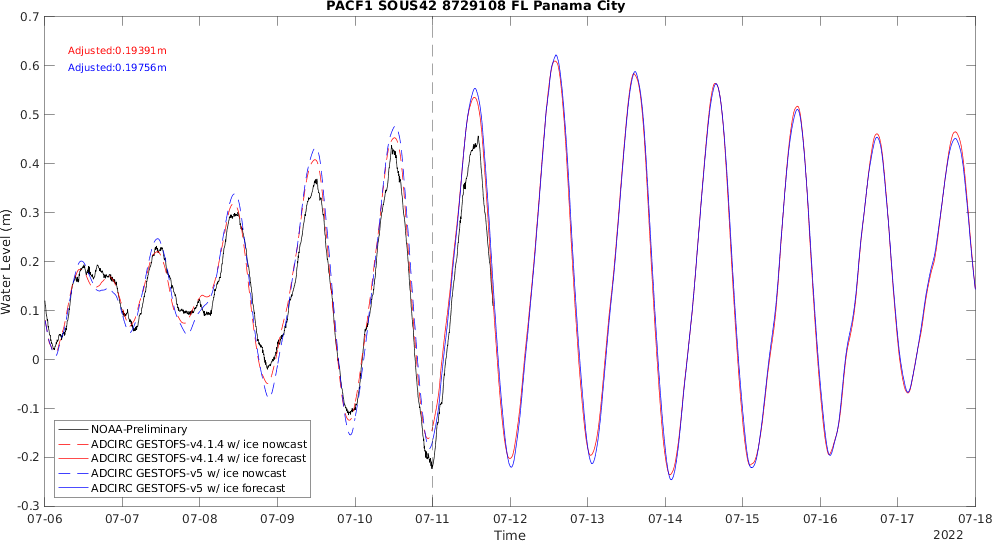 PACF1 SOUS42 8729108 FL Panama City
0.7
0.6
0.5
0.4
0.3
0.2
0.1
0
-0.1
-0.2
-0.3
Water Level (m)
Adjusted:0.19391m
Adjusted:0.19756m
NOAA-Preliminary
ADCIRC GESTOFS-v4.1.4 w/ ice nowcast
ADCIRC GESTOFS-v4.1.4 w/ ice forecast
ADCIRC GESTOFS-v5 w/ ice nowcast
ADCIRC GESTOFS-v5 w/ ice forecast
07-06 07-07 07-08 07-09 07-10 07-11 07-12 07-13 07-14 07-15 07-16 07-17 07-18
Time
2022